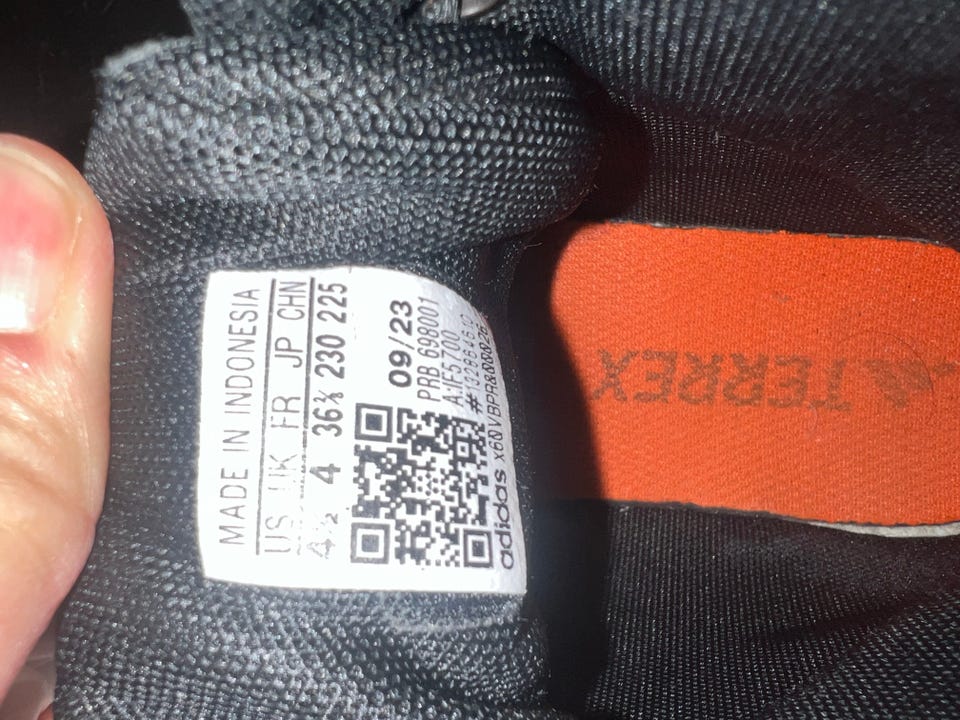 MADE IN INDONESIA
US UK FR JP CHN
4½ 4 36⅔ 230 225
09/23
PRB 698001
A:IF5700
adidas
TERREX